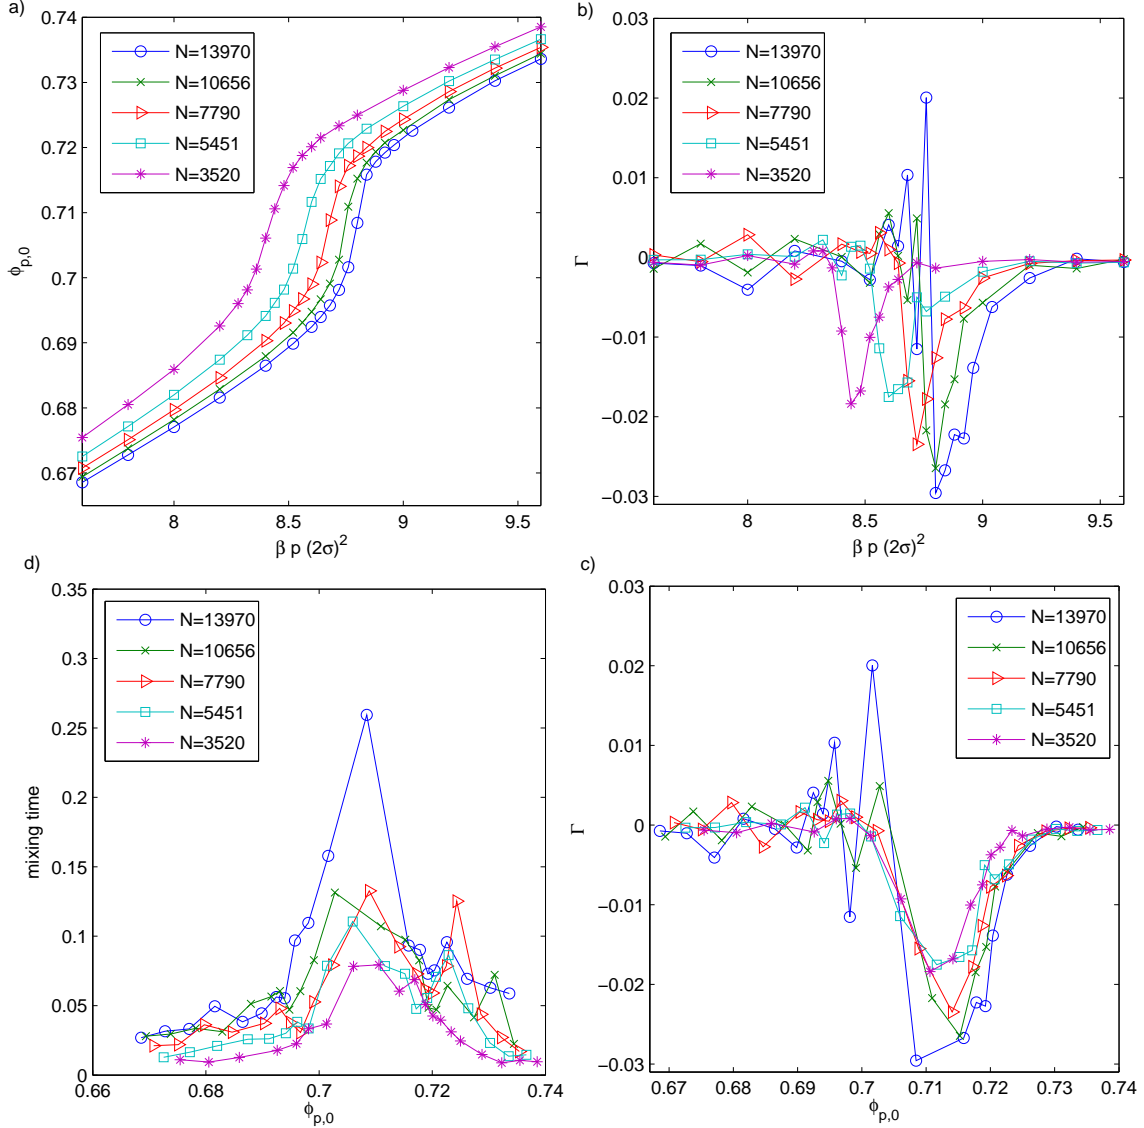 a)
0.74
0.73
0.72
0.71
0.7
0.69
0.68
0.67
ϕp,0
8
8.5
9
9.5
β p (2σ)²
N=13970
N=10656
N=7790
N=5451
N=3520
b)
0.03
0.02
0.01
0
−0.01
−0.02
−0.03
Γ
8
8.5
9
9.5
β p (2σ)²
N=13970
N=10656
N=7790
N=5451
N=3520
d)
0.35
0.3
0.25
0.2
0.15
0.1
0.05
0
mixing time
0.66
0.68
0.7
0.72
0.74
ϕp,0
N=13970
N=10656
N=7790
N=5451
N=3520
c)
0.03
0.02
0.01
0
−0.01
−0.02
−0.03
Γ
0.67
0.68
0.69
0.7
0.71
0.72
0.73
0.74
ϕp,0
N=13970
N=10656
N=7790
N=5451
N=3520